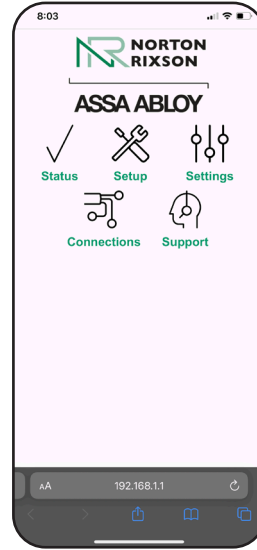 8:03
NORTON
RIXSON
ASSA ABLOY
Status Setup Settings
Connections Support
AA 192.168.1.1